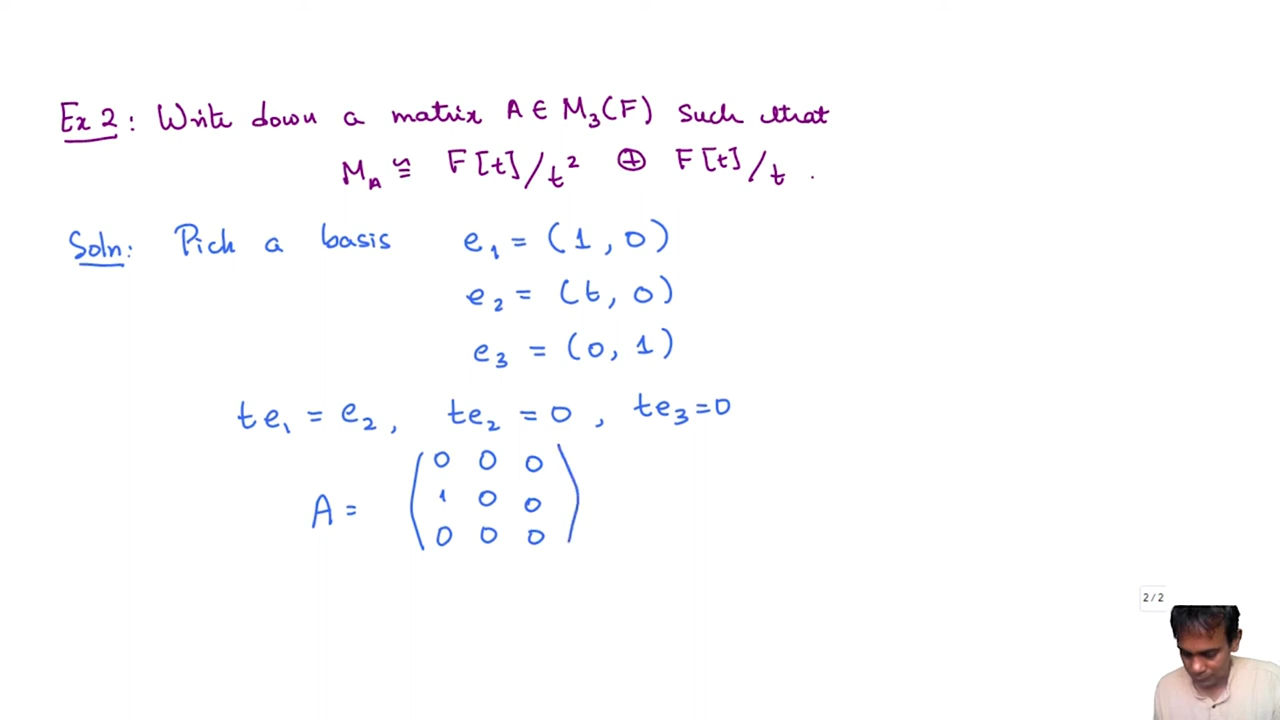 Ex 2: Write down a matrix A ∈ M₃(F) such that
M_A ≅ F[t]/t² ⊕ F[t]/t .
Soln: Pick a basis e₁ = (1, 0)
e₂ = (t, 0)
e₃ = (0, 1)
te₁ = e₂, te₂ = 0, te₃=0
0 0 0
A = 1 0 0
0 0 0
2/2